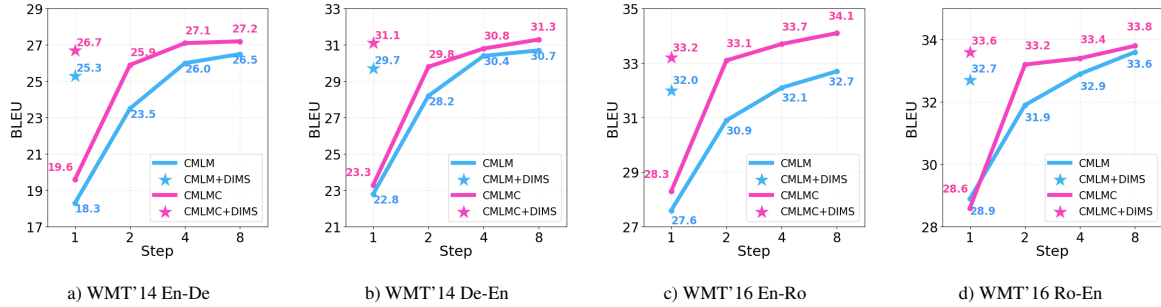 BLEU
29
27
25
23
21
19
17
26.7
25.3
25.9
27.1
27.2
26.0
26.5
23.5
19.6
18.3
CMLM
CMLM+DIMS
CMLMC
CMLMC+DIMS
1 2 4 8
Step
a) WMT'14 En-De
BLEU
33
31
29
27
25
23
21
31.1
29.7
29.8
30.8
31.3
30.4
30.7
28.2
23.3
22.8
CMLM
CMLM+DIMS
CMLMC
CMLMC+DIMS
1 2 4 8
Step
b) WMT'14 De-En
BLEU
35
33
31
29
27
33.2
32.0
33.1
33.7
34.1
32.1
32.7
30.9
28.3
27.6
CMLM
CMLM+DIMS
CMLMC
CMLMC+DIMS
1 2 4 8
Step
c) WMT'16 En-Ro
BLEU
34
32
30
28
33.6
32.7
33.2
33.4
33.8
32.9
33.6
31.9
28.6
28.9
CMLM
CMLM+DIMS
CMLMC
CMLMC+DIMS
1 2 4 8
Step
d) WMT'16 Ro-En